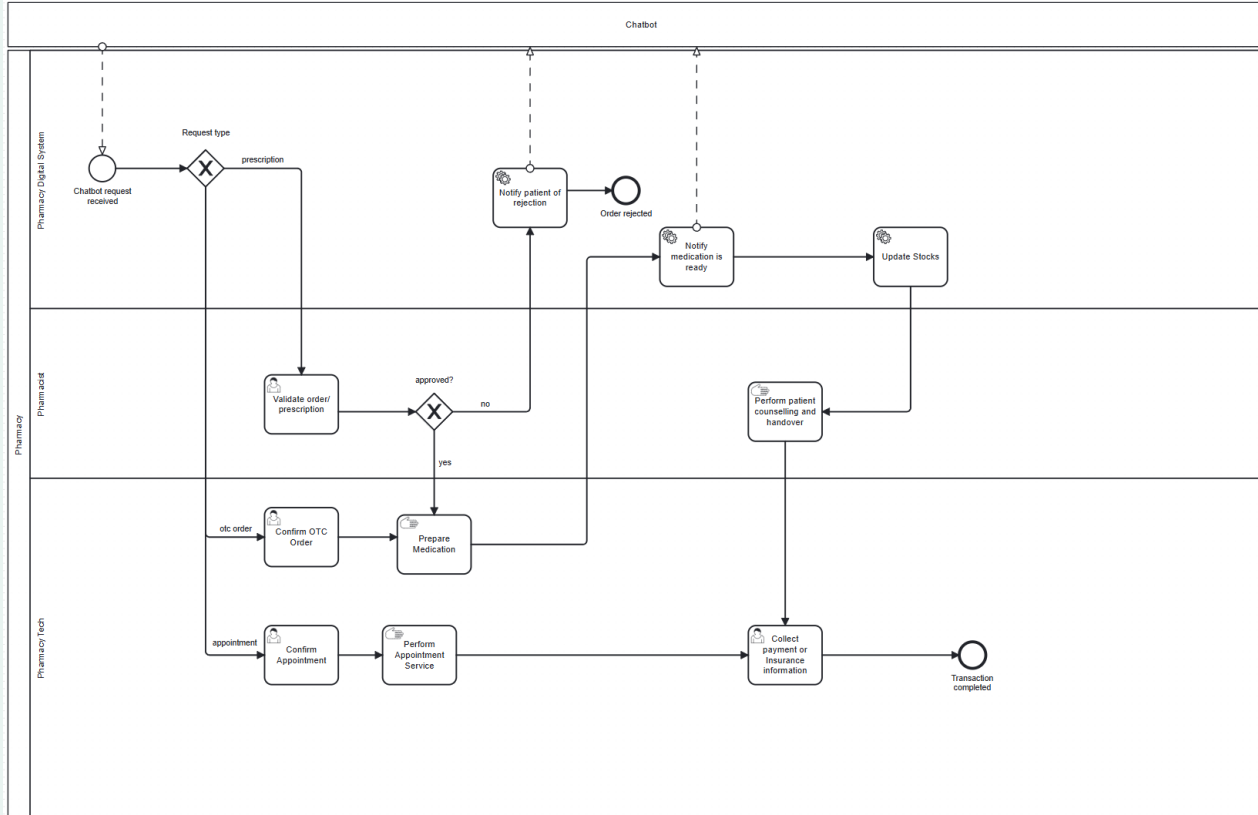 Chatbot
Pharmacy
Pharmacy Digital System
Request type
prescription
Chatbot request
received
Notify patient of
rejection
Order rejected
Notify
medication is
ready
Update Stocks
Pharmacist
Validate order/
prescription
approved?
no
yes
Perform patient
counselling and
handover
Pharmacy Tech
otc order
Confirm OTC
Order
Prepare
Medication
appointment
Confirm
Appointment
Perform
Appointment
Service
Collect
payment or
Insurance
information
Transaction
completed